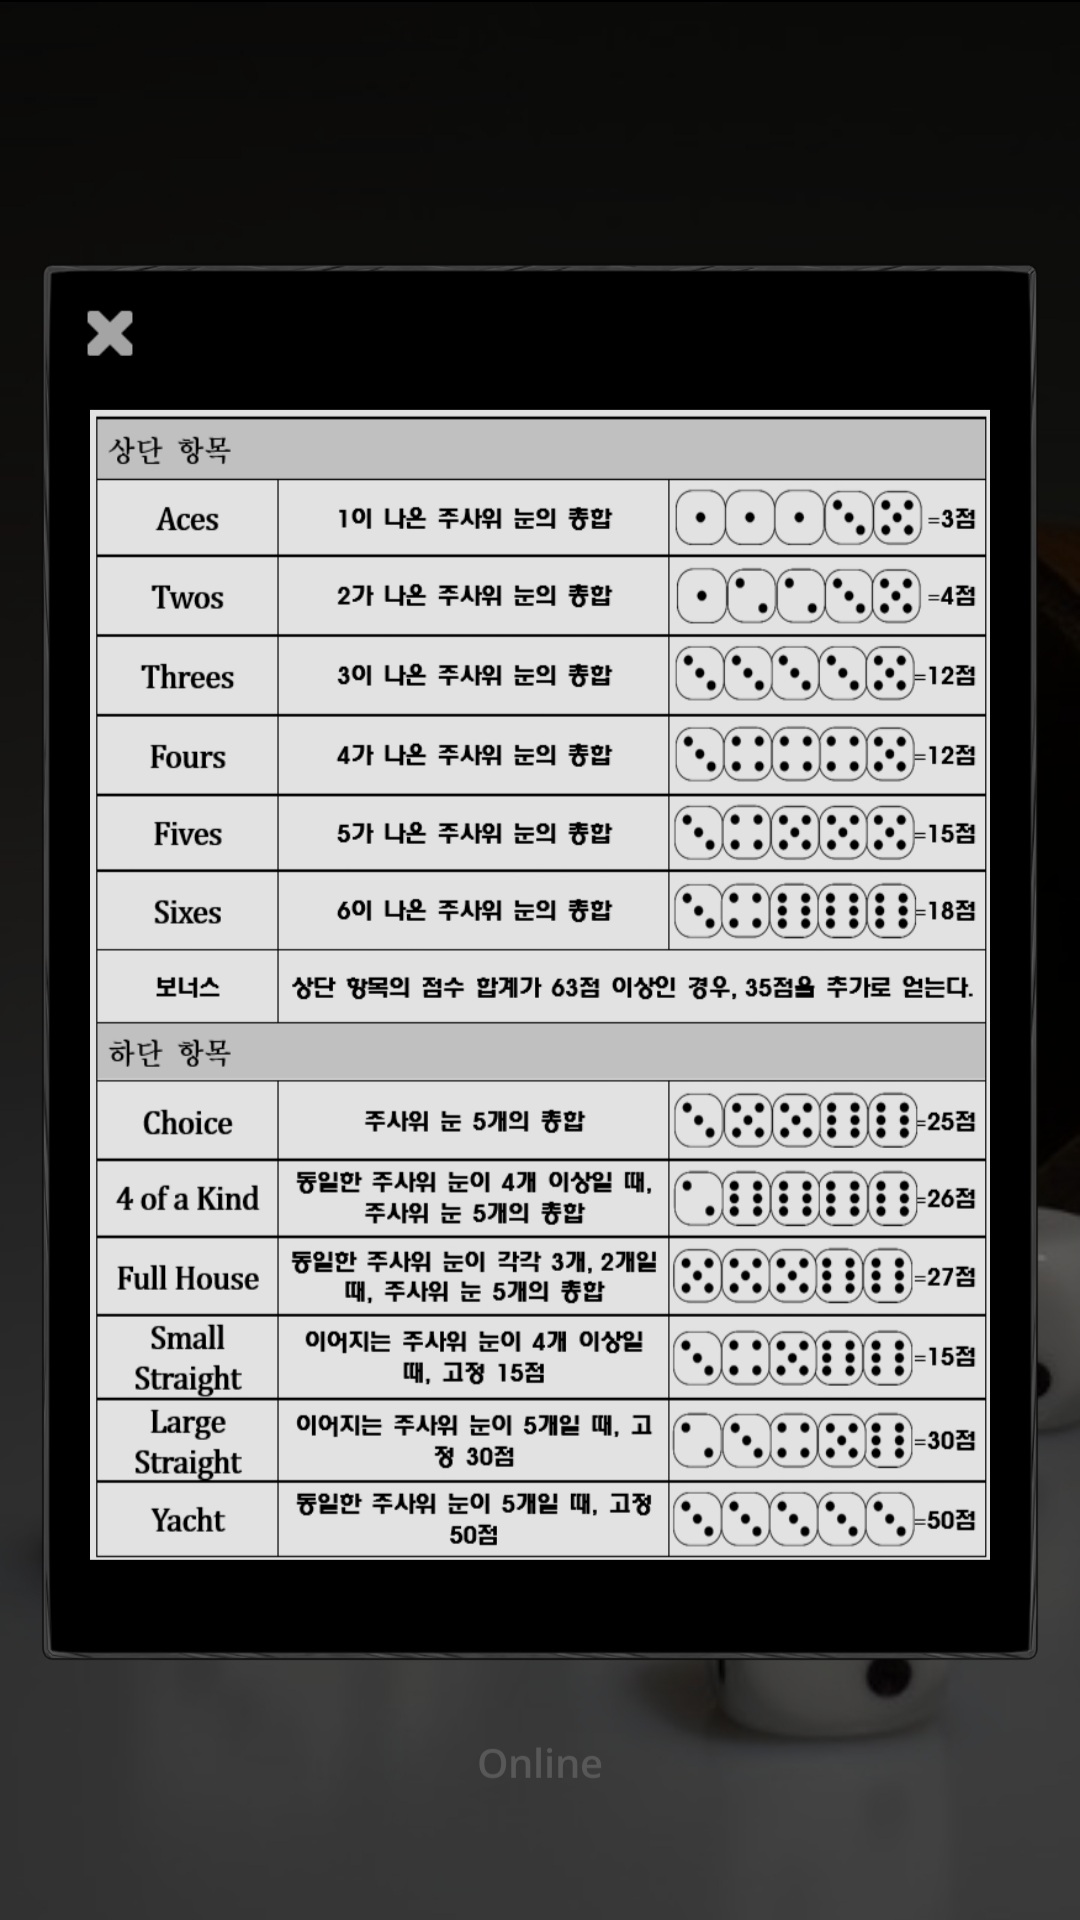 상단 항목
Aces
1이 나온 주사위 눈의 총합
=3점
Twos
2가 나온 주사위 눈의 총합
=4점
Threes
3이 나온 주사위 눈의 총합
=12점
Fours
4가 나온 주사위 눈의 총합
=12점
Fives
5가 나온 주사위 눈의 총합
=15점
Sixes
6이 나온 주사위 눈의 총합
=18점
보너스
상단 항목의 점수 합계가 63점 이상인 경우, 35점을 추가로 얻는다.
하단 항목
Choice
주사위 눈 5개의 총합
=25점
4 of a Kind
동일한 주사위 눈이 4개 이상일 때,
주사위 눈 5개의 총합
=26점
Full House
동일한 주사위 눈이 각각 3개, 2개일
때, 주사위 눈 5개의 총합
=27점
Small
Straight
이어지는 주사위 눈이 4개 이상일
때, 고정 15점
=15점
Large
Straight
이어지는 주사위 눈이 5개일 때, 고
정 30점
=30점
Yacht
동일한 주사위 눈이 5개일 때, 고정
50점
=50점
Online